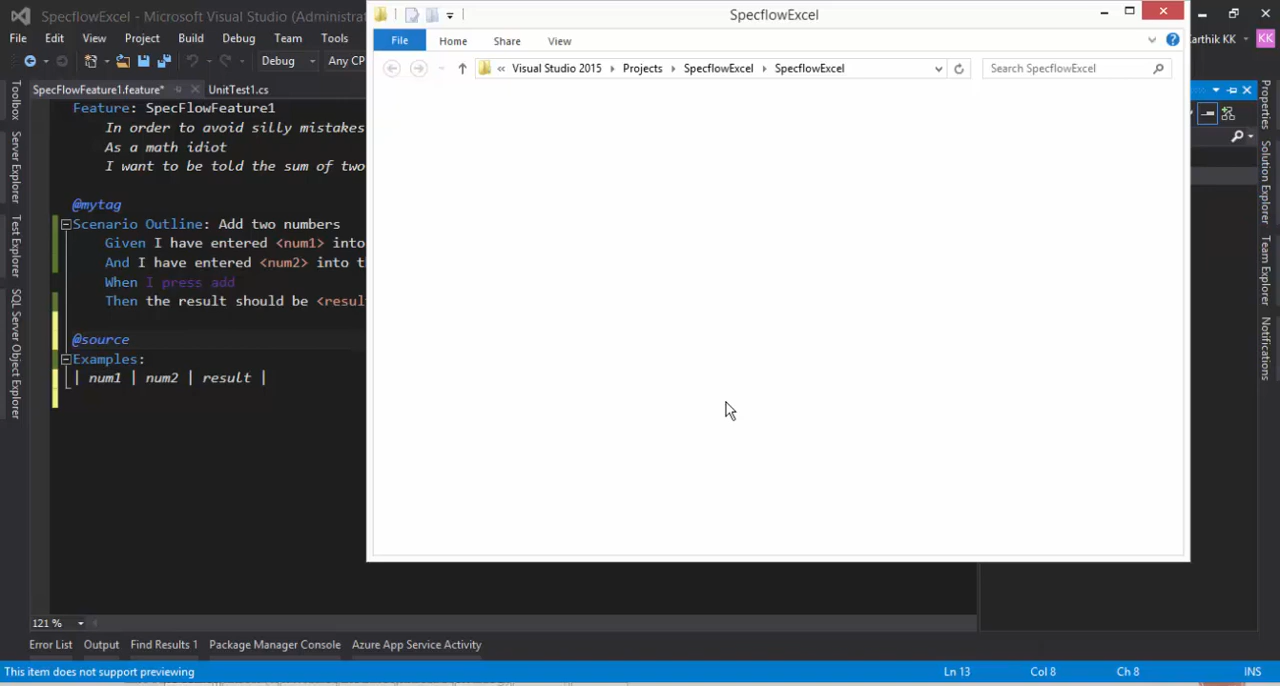 SpecflowExcel - Microsoft Visual Studio (Administra
SpecflowExcel
File Edit View Project Build Debug Team Tools
File Home Share View
Karthik KK KK
Debug Any CP
« Visual Studio 2015 Projects SpecflowExcel SpecflowExcel
Search SpecflowExcel
SpecFlowFeature1.feature* UnitTest1.cs
Toolbox
Server Explorer
Test Explorer
SQL Server Object Explorer
Feature: SpecFlowFeature1
In order to avoid silly mistakes
As a math idiot
I want to be told the sum of two
@mytag
Scenario Outline: Add two numbers
Given I have entered <num1> into
And I have entered <num2> into t
When I press add
Then the result should be <resul
@source
Examples:
| num1 | num2 | result |
Properties
Solution Explorer
Team Explorer
Notifications
121 %
Error List Output Find Results 1 Package Manager Console Azure App Service Activity
This item does not support previewing Ln 13 Col 8 Ch 8 INS